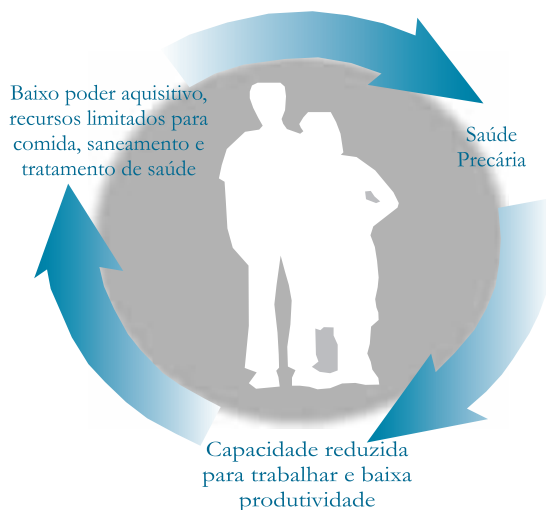 Baixo poder aquisitivo,
recursos limitados para
comida, saneamento e
tratamento de saúde
Saúde
Precária
Capacidade reduzida
para trabalhar e baixa
produtividade